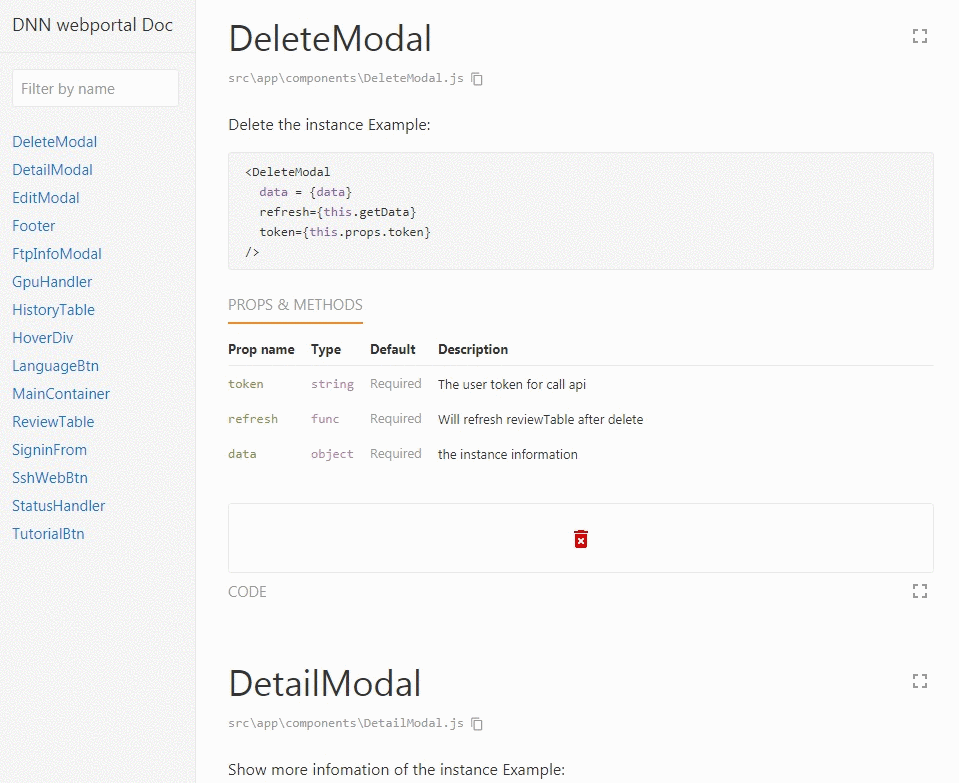 DNN webportal Doc
Filter by name
DeleteModal
DetailModal
EditModal
Footer
FtpInfoModal
GpuHandler
HistoryTable
HoverDiv
LanguageBtn
MainContainer
ReviewTable
SigninFrom
SshWebBtn
StatusHandler
TutorialBtn
DeleteModal
src\app\components\DeleteModal.js
Delete the instance Example:
<DeleteModal
data = {data}
refresh={this.getData}
token={this.props.token}
/>
PROPS & METHODS
Prop name Type Default Description
token string Required The user token for call api
refresh func Required Will refresh reviewTable after delete
data object Required the instance information
CODE
DetailModal
src\app\components\DetailModal.js
Show more infomation of the instance Example: